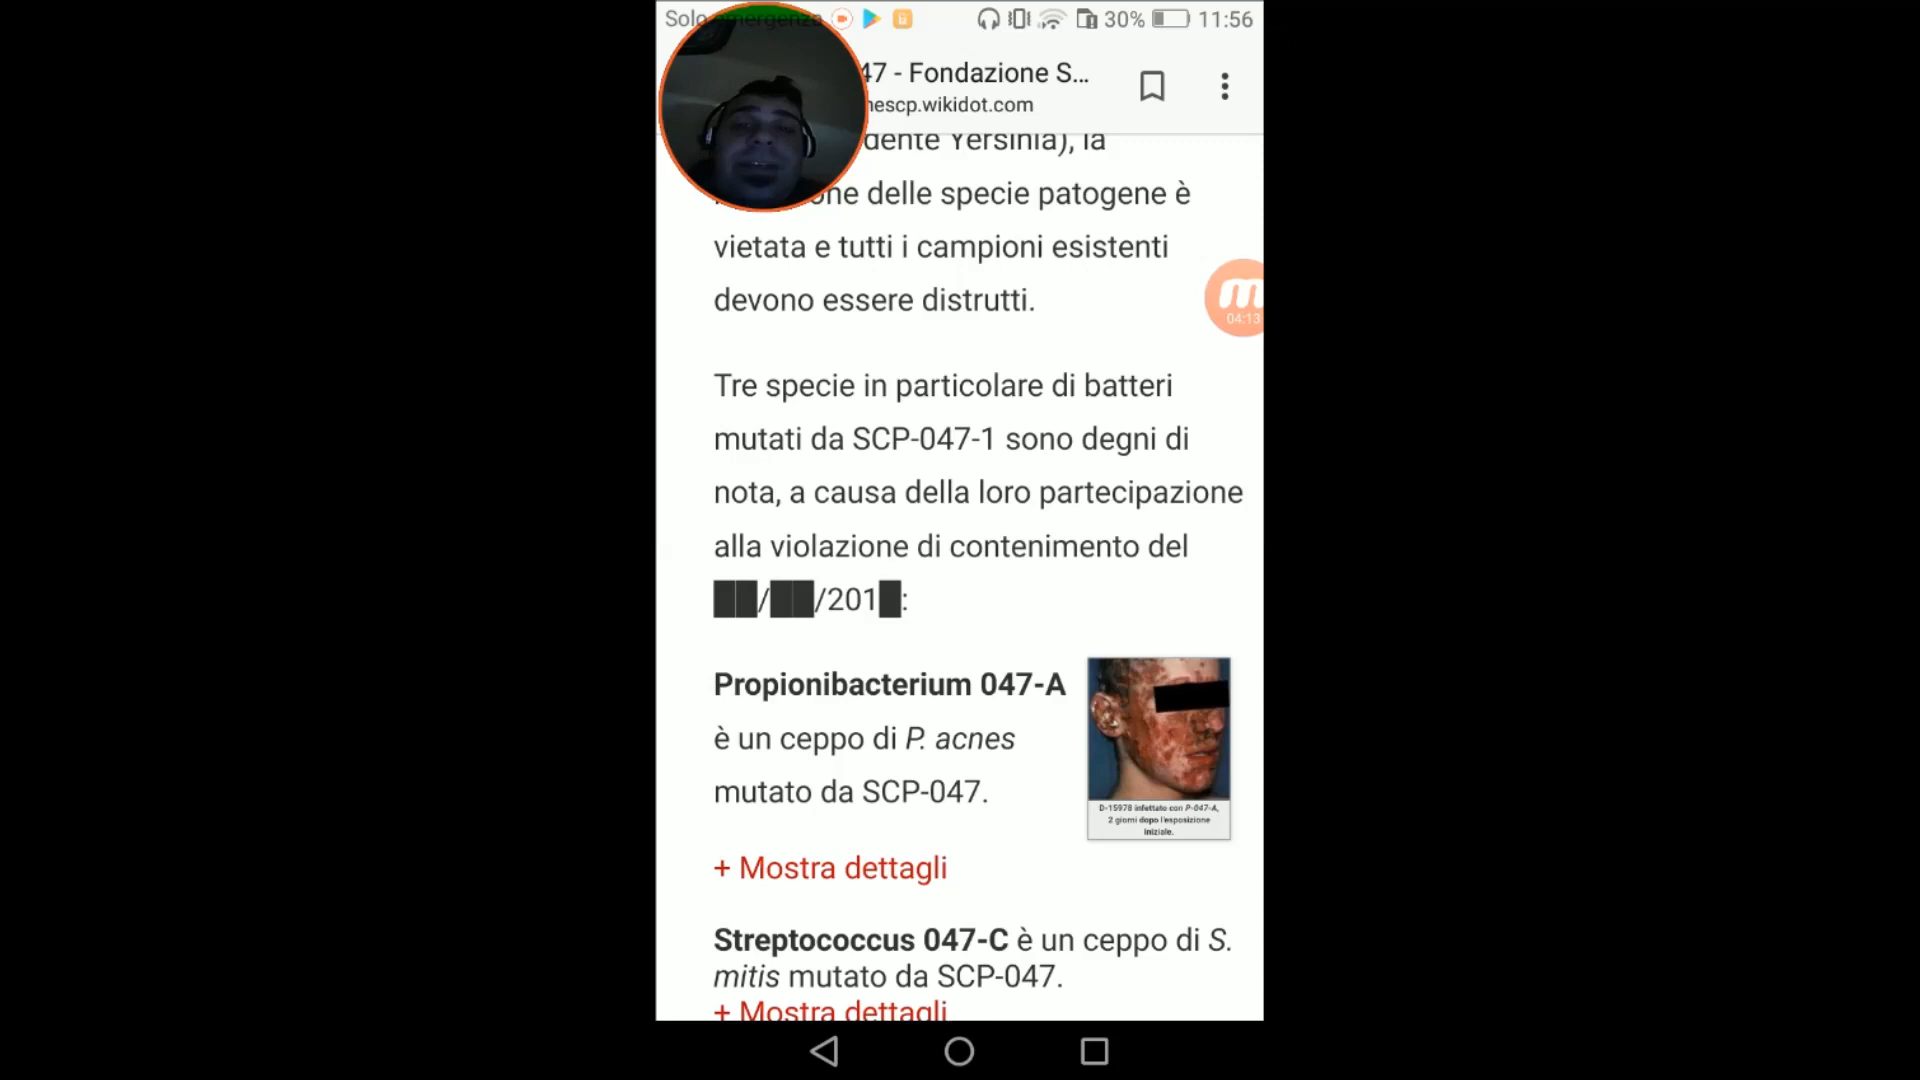 Solo emergenza 30% 11:56
47 - Fondazione S...
nescp.wikidot.com
dente Yersinia), la
one delle specie patogene è
vietata e tutti i campioni esistenti
devono essere distrutti.
m
04:13
Tre specie in particolare di batteri
mutati da SCP-047-1 sono degni di
nota, a causa della loro partecipazione
alla violazione di contenimento del
██/██/201█:
Propionibacterium 047-A
è un ceppo di P. acnes
mutato da SCP-047.
D-15978 infettato con P-047-A,
2 giorni dopo l'esposizione
iniziale.
+ Mostra dettagli
Streptococcus 047-C è un ceppo di S.
mitis mutato da SCP-047.
+ Mostra dettagli